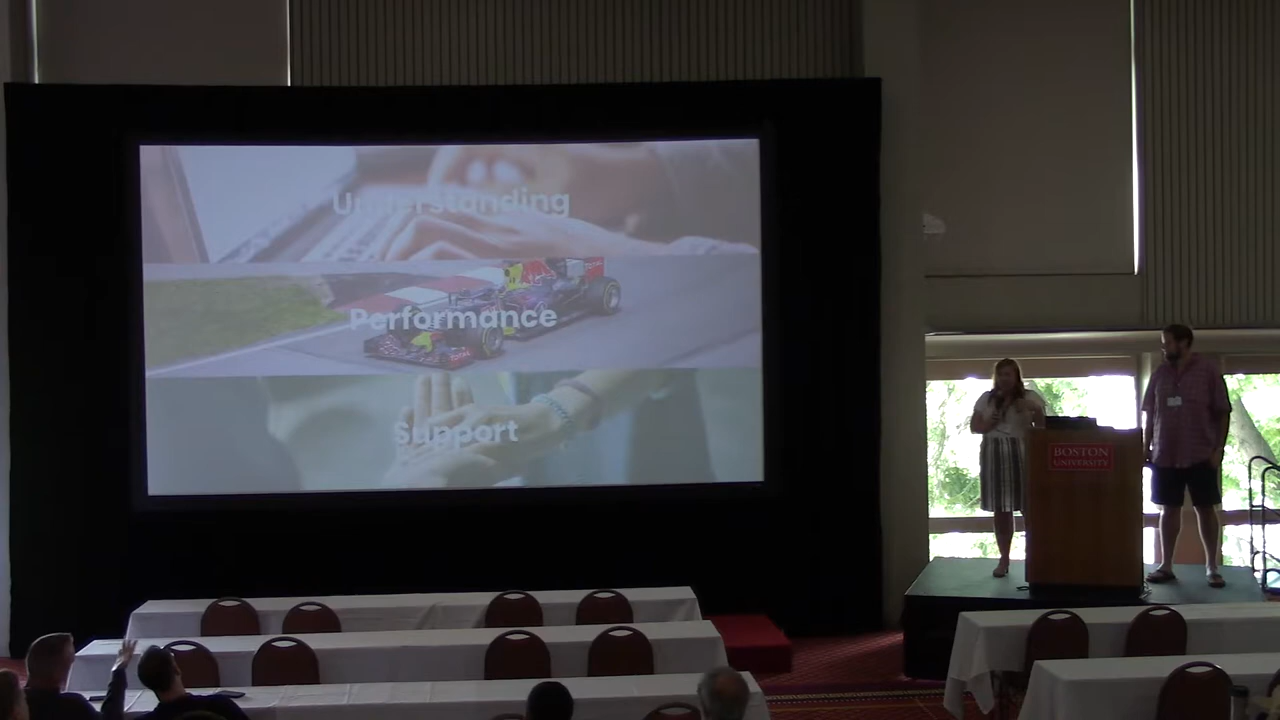 Understanding
Performance
Support
BOSTON
UNIVERSITY